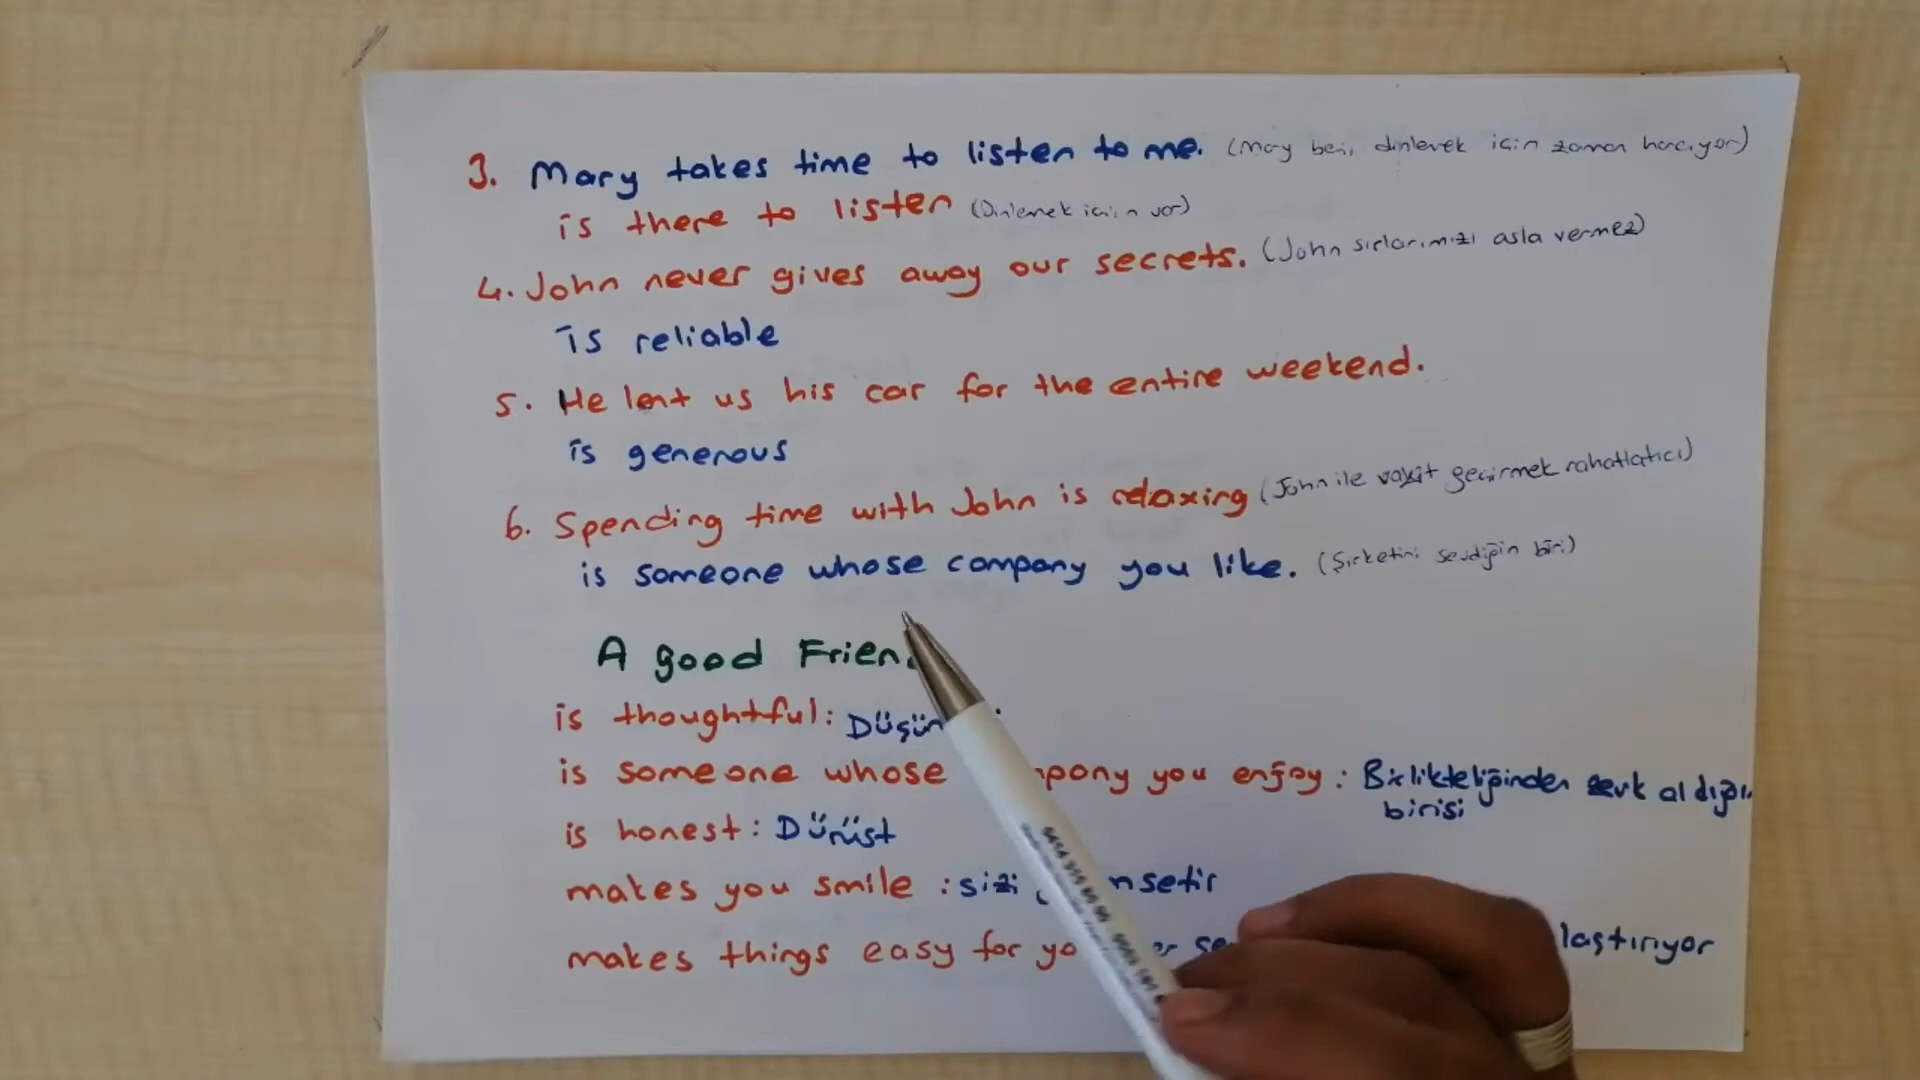 3. Mary takes time to listen to me. (May beni dinlevek için zaman harcıyor)
is there to listen (Dinlemek için var)
4. John never gives away our secrets. (John sırlarımızı asla vermez)
is reliable
5. He lent us his car for the entire weekend.
is generous
6. Spending time with John is relaxing (John ile vakit geçirmek rahatlatıcı)
is someone whose company you like. (Şirketini sevdiğin biri)
A good Frien
is thoughtful: Düşün
is someone whose mpany you enjoy: Birlikteliğinden zevk aldığın
birisi
is honest: Dürüst
makes you smile: sizi nsetir
makes things easy for yo laştırıyor